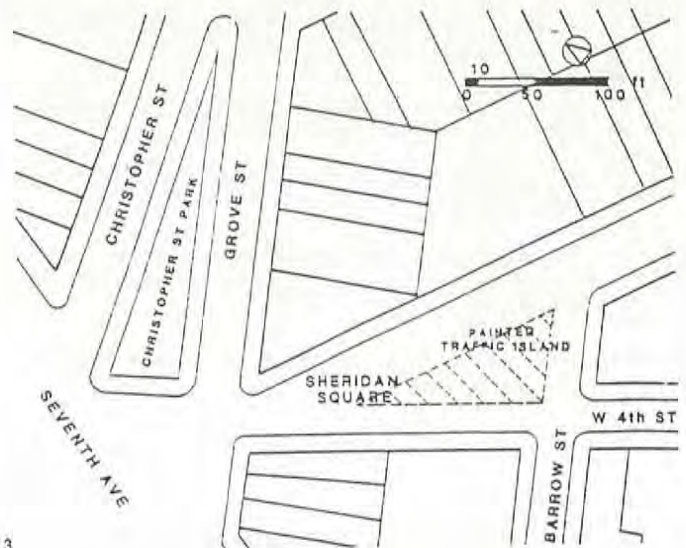 10
0 50 100 ft
CHRISTOPHER ST
CHRISTOPHER ST PARK
GROVE ST
PAINTED
TRAFFIC ISLAND
SHERIDAN
SQUARE
W 4th ST
SEVENTH AVE
BARROW ST
3